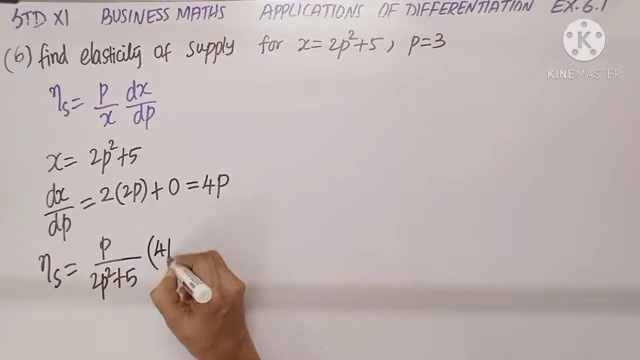 STD XI BUSINESS MATHS APPLICATIONS OF DIFFERENTIATION EX.6.1
(6) find elasticity of supply for x=2p²+5, p=3
KINEMASTER
ηs= p/x dx/dp
x= 2p²+5
dx/dp = 2(2p)+0 = 4p
ηs= p/2p²+5 (4